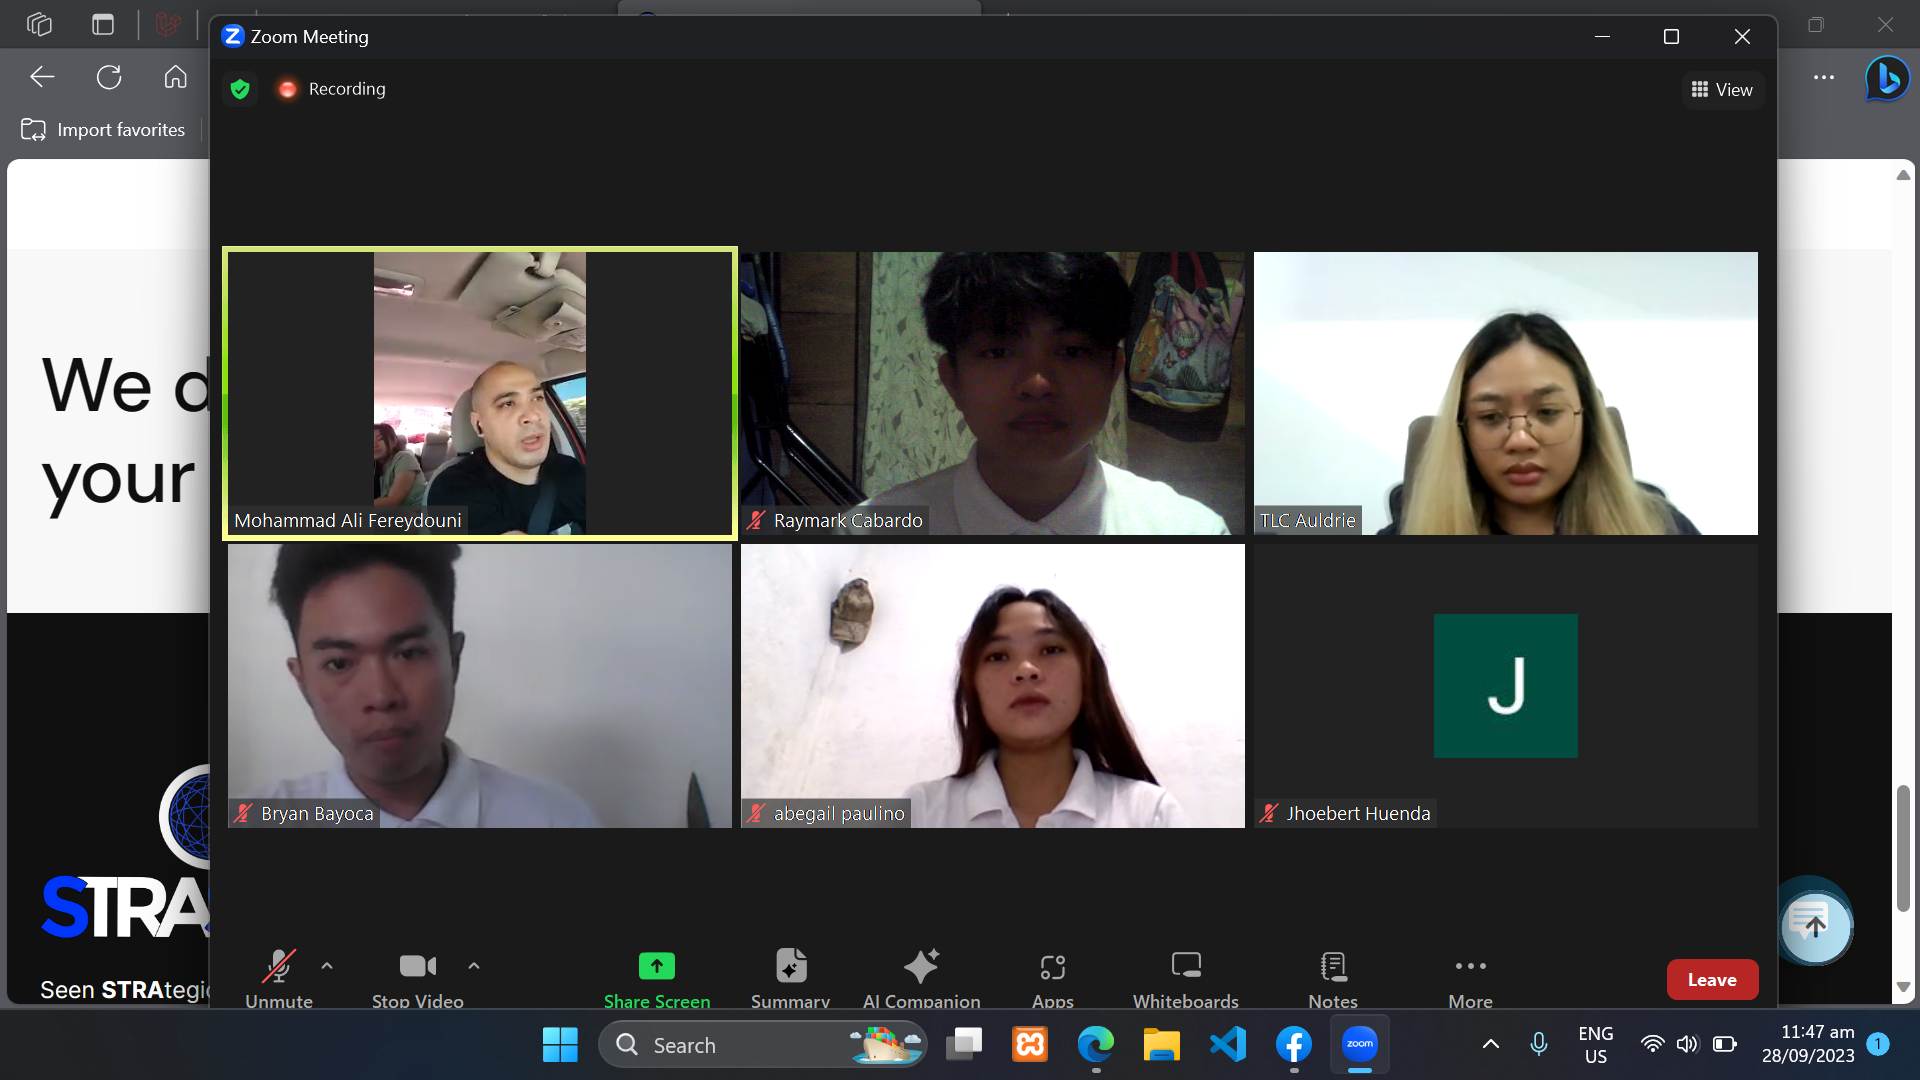 Zoom Meeting
Recording
View
Import favorites
We d
your
Mohammad Ali Fereydouni
Raymark Cabardo
TLC Auldrie
Bryan Bayoca
abegail paulino
J
Jhoebert Huenda
STRA
Seen STRAtegi
Unmute
Stop Video
Share Screen
Summary
AI Companion
Apps
Whiteboards
Notes
More
Leave
Search
zoom
ENG
US
11:47 am
28/09/2023
1